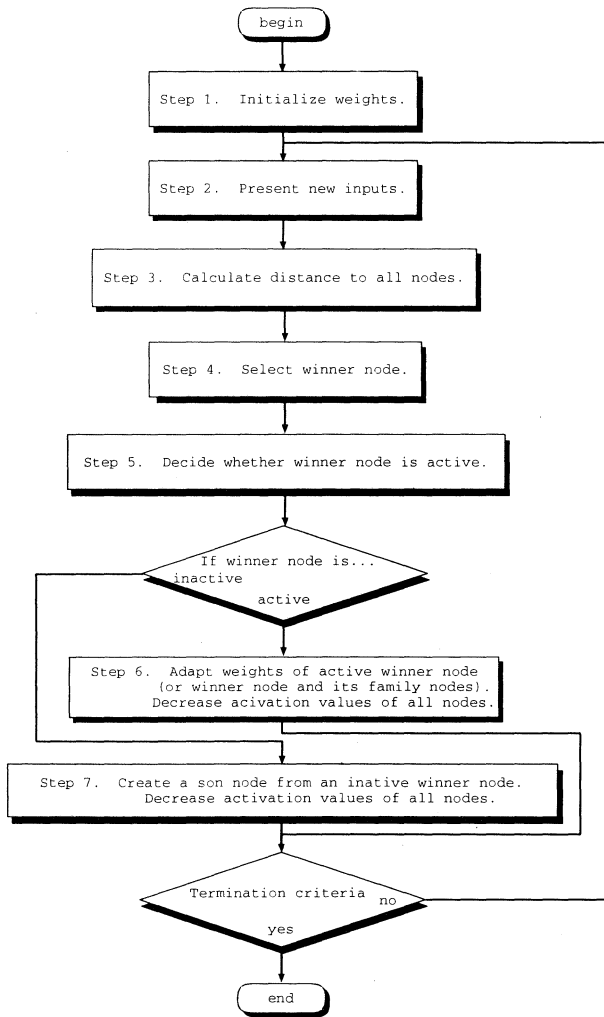 begin
Step 1. Initialize weights.
Step 2. Present new inputs.
Step 3. Calculate distance to all nodes.
Step 4. Select winner node.
Step 5. Decide whether winner node is active.
If winner node is...
inactive
active
Step 6. Adapt weights of active winner node
(or winner node and its family nodes).
Decrease acivation values of all nodes.
Step 7. Create a son node from an inative winner node.
Decrease activation values of all nodes.
Termination criteria
no
yes
end